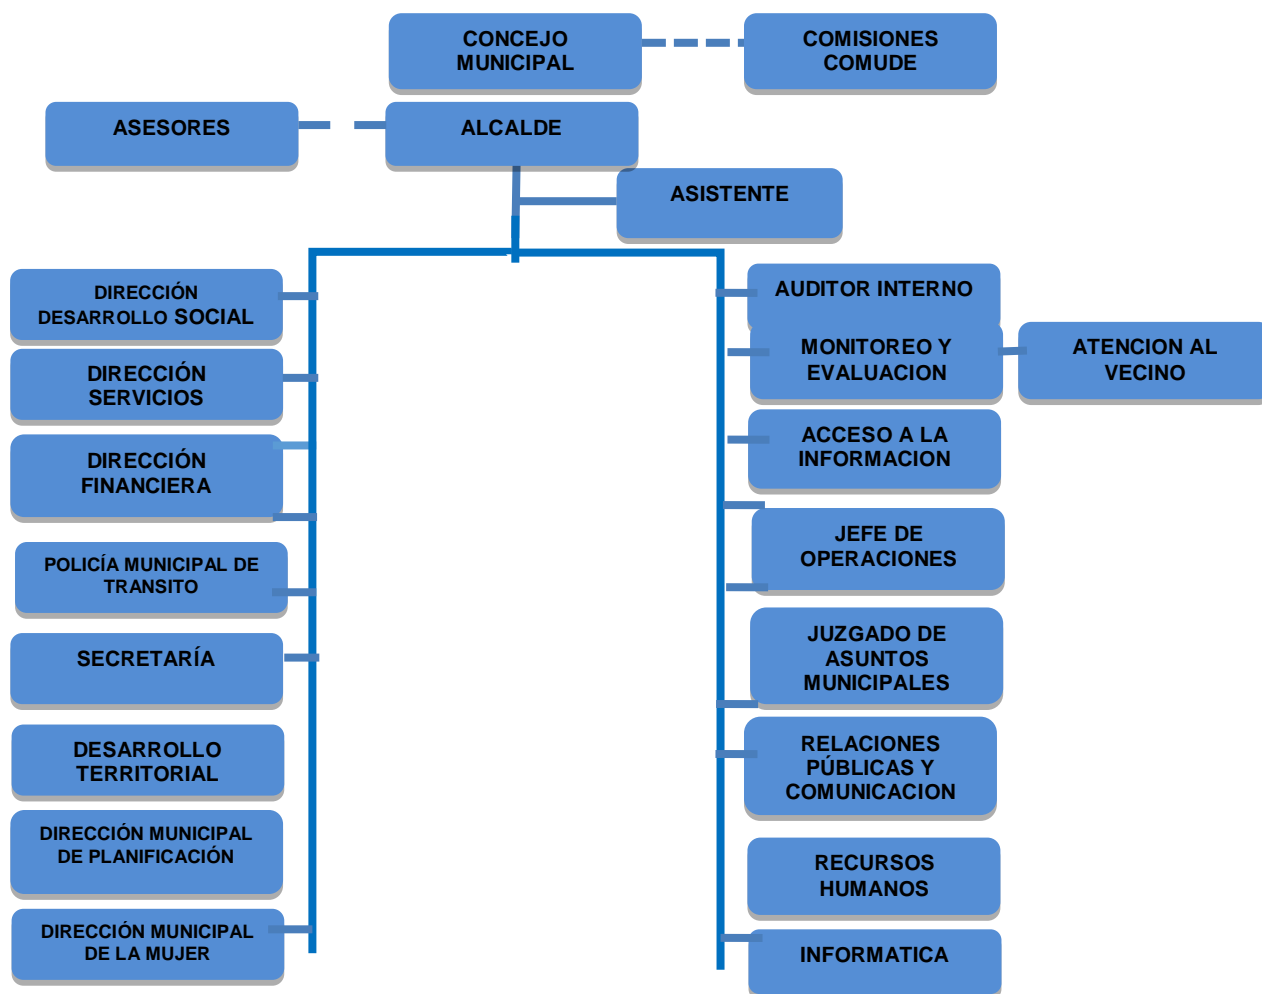 CONCEJO
MUNICIPAL
COMISIONES
COMUDE
ASESORES
ALCALDE
ASISTENTE
DIRECCIÓN
DESARROLLO SOCIAL
DIRECCIÓN
SERVICIOS
DIRECCIÓN
FINANCIERA
POLICÍA MUNICIPAL DE
TRANSITO
SECRETARÍA
DESARROLLO
TERRITORIAL
DIRECCIÓN MUNICIPAL
DE PLANIFICACIÓN
DIRECCIÓN MUNICIPAL
DE LA MUJER
AUDITOR INTERNO
MONITOREO Y
EVALUACION
ATENCION AL
VECINO
ACCESO A LA
INFORMACION
JEFE DE
OPERACIONES
JUZGADO DE
ASUNTOS
MUNICIPALES
RELACIONES
PÚBLICAS Y
COMUNICACION
RECURSOS
HUMANOS
INFORMATICA